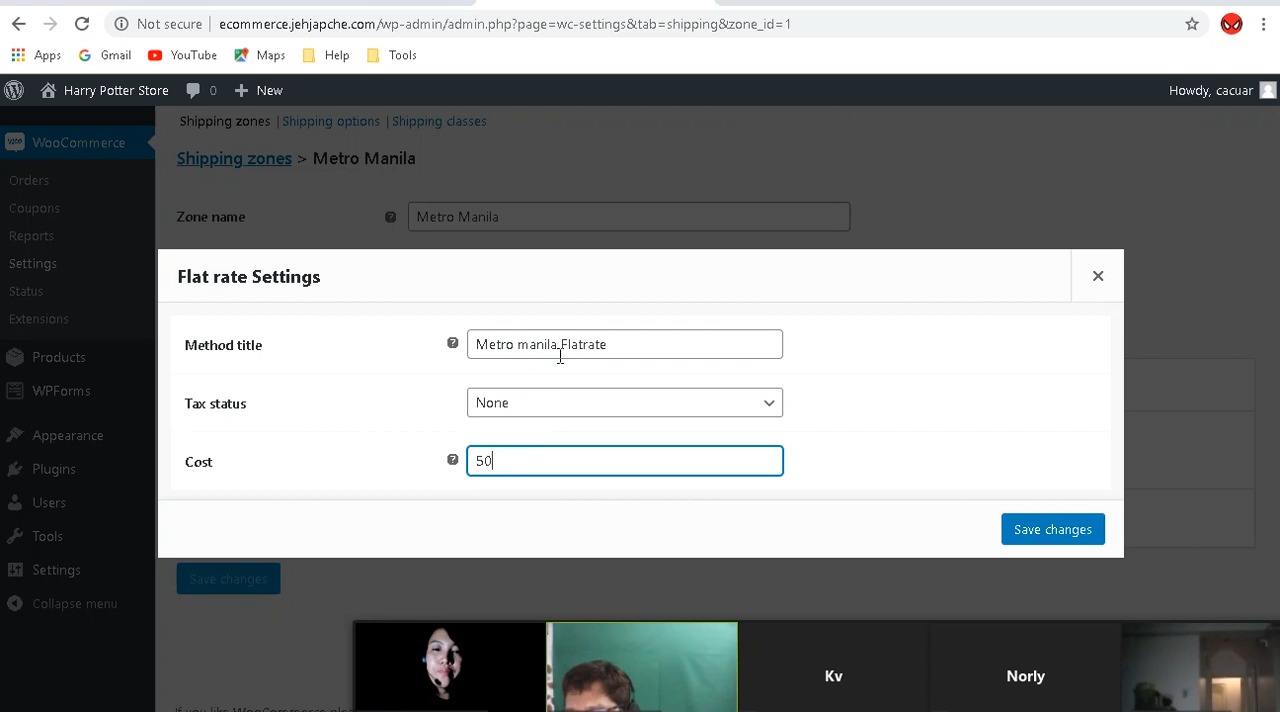 Not secure | ecommerce.jehjapche.com/wp-admin/admin.php?page=wc-settings&tab=shipping&zone_id=1
Apps Gmail YouTube Maps Help Tools
Harry Potter Store 0 + New Howdy, cacuar
WooCommerce
Orders
Coupons
Reports
Settings
Status
Extensions
Products
WPForms
Appearance
Plugins
Users
Tools
Settings
Collapse menu
Shipping zones | Shipping options | Shipping classes
Shipping zones > Metro Manila
Zone name Metro Manila
Flat rate Settings
Method title Metro manila Flatrate
Tax status None
Cost 50
Save changes
Save changes
Kv
Norly